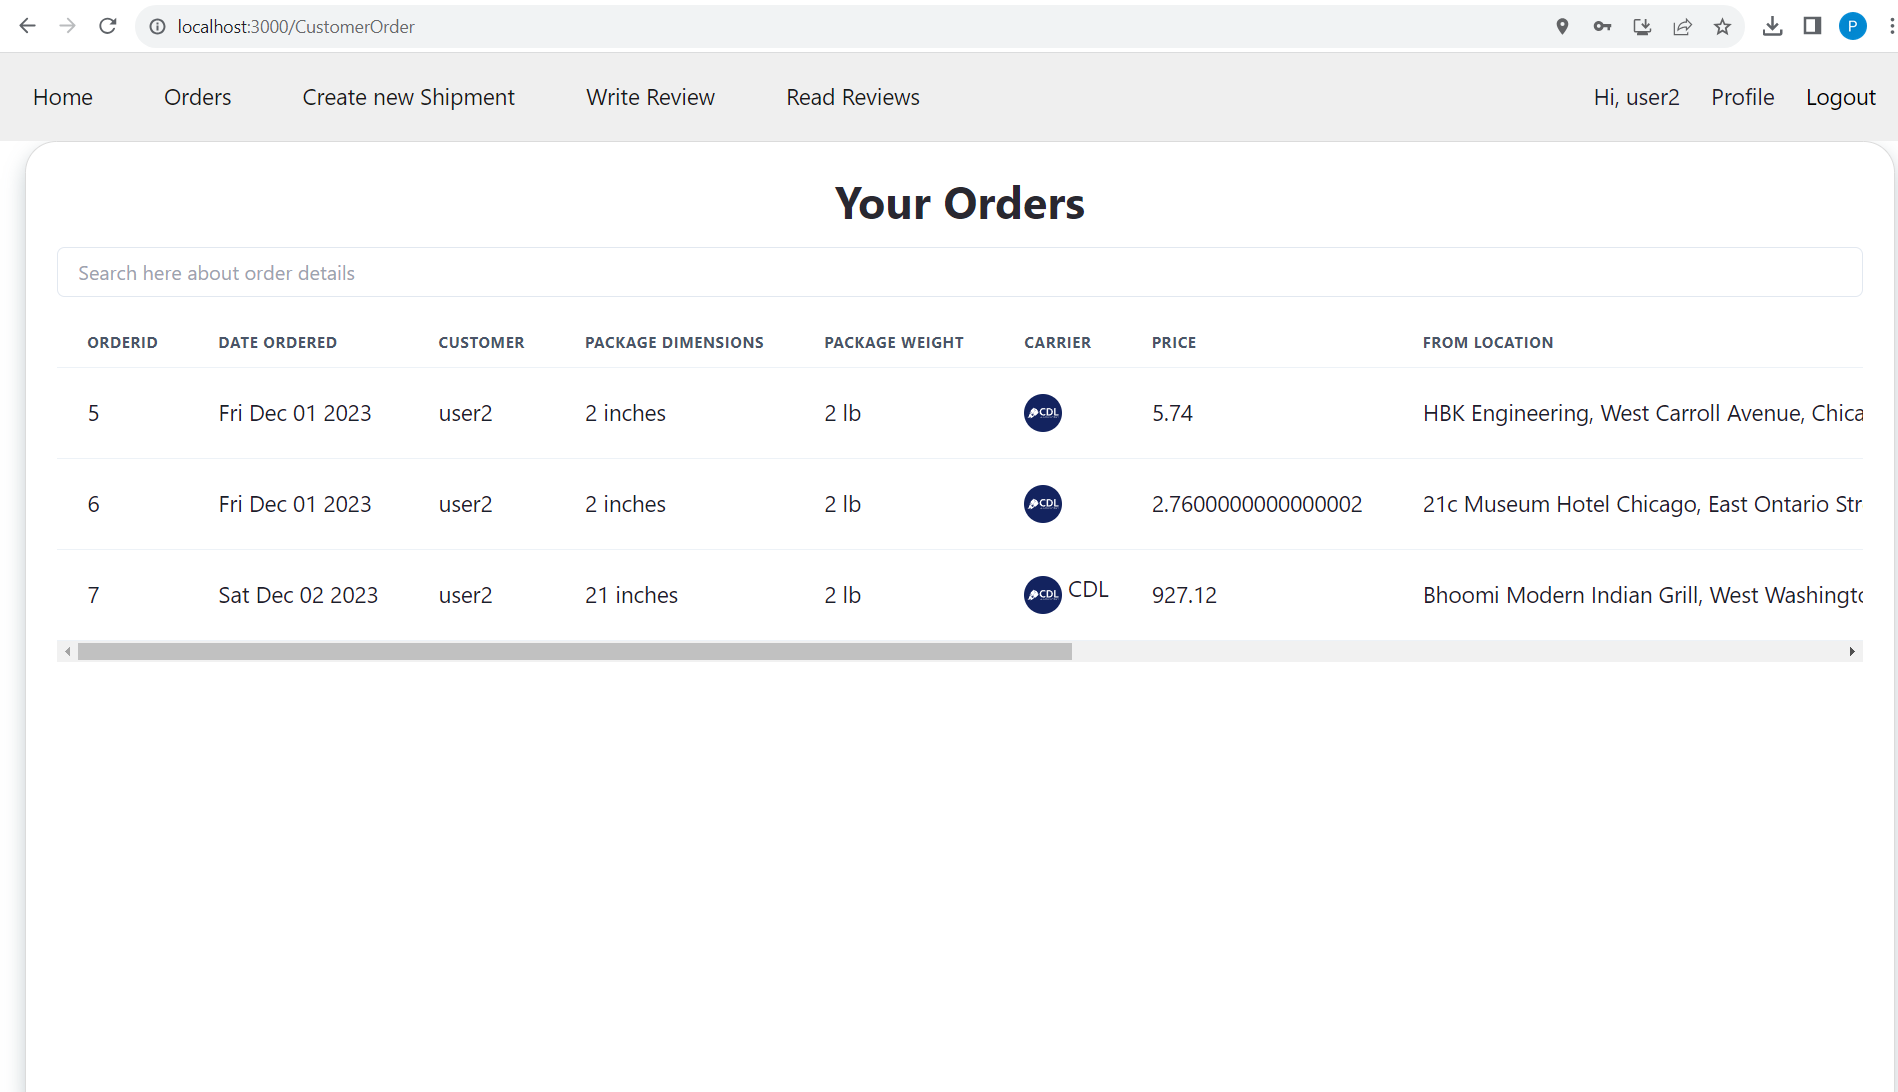 localhost:3000/CustomerOrder P
Home Orders Create new Shipment Write Review Read Reviews Hi, user2 Profile Logout
Your Orders
Search here about order details
ORDERID DATE ORDERED CUSTOMER PACKAGE DIMENSIONS PACKAGE WEIGHT CARRIER PRICE FROM LOCATION
5 Fri Dec 01 2023 user2 2 inches 2 lb CDL 5.74 HBK Engineering, West Carroll Avenue, Chica
6 Fri Dec 01 2023 user2 2 inches 2 lb CDL 2.7600000000000002 21c Museum Hotel Chicago, East Ontario Str
7 Sat Dec 02 2023 user2 21 inches 2 lb CDL CDL 927.12 Bhoomi Modern Indian Grill, West Washingto